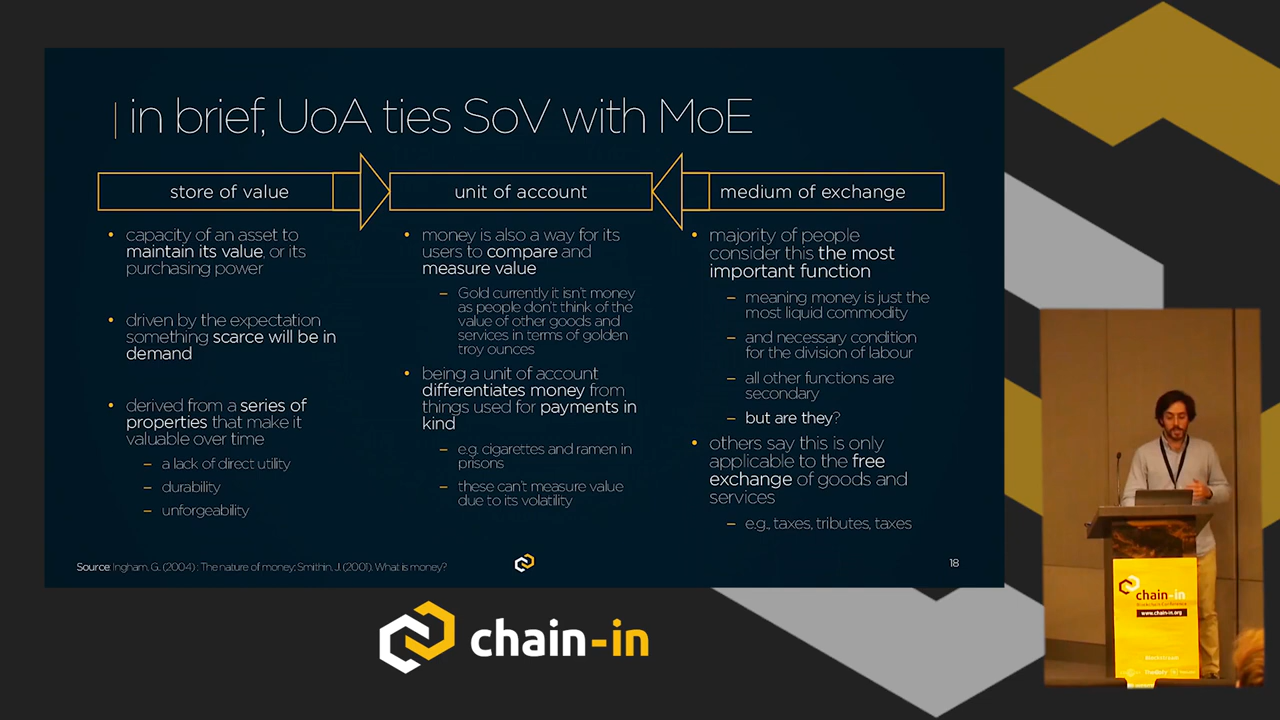 in brief, UoA ties SoV with MoE
store of value
unit of account
medium of exchange
• capacity of an asset to
maintain its value, or its
purchasing power
• driven by the expectation
something scarce will be in
demand
• derived from a series of
properties that make it
valuable over time
– a lack of direct utility
– durability
– unforgeability
• money is also a way for its
users to compare and
measure value
– Gold currently it isn't money
as people don't think of the
value of other goods and
services in terms of golden
troy ounces
• being a unit of account
differentiates money from
things used for payments in
kind
– e.g. cigarettes and ramen in
prisons
– these can't measure value
due to its volatility
• majority of people
consider this the most
important function
– meaning money is just the
most liquid commodity
– and necessary condition
for the division of labour
– all other functions are
secondary
– but are they?
• others say this is only
applicable to the free
exchange of goods and
services
– e.g., taxes, tributes, taxes
Source: Ingham, G. (2004) : The nature of money; Smithin, J. (2001). What is money?
18
chain-in
chain-in
www.chain-in.org